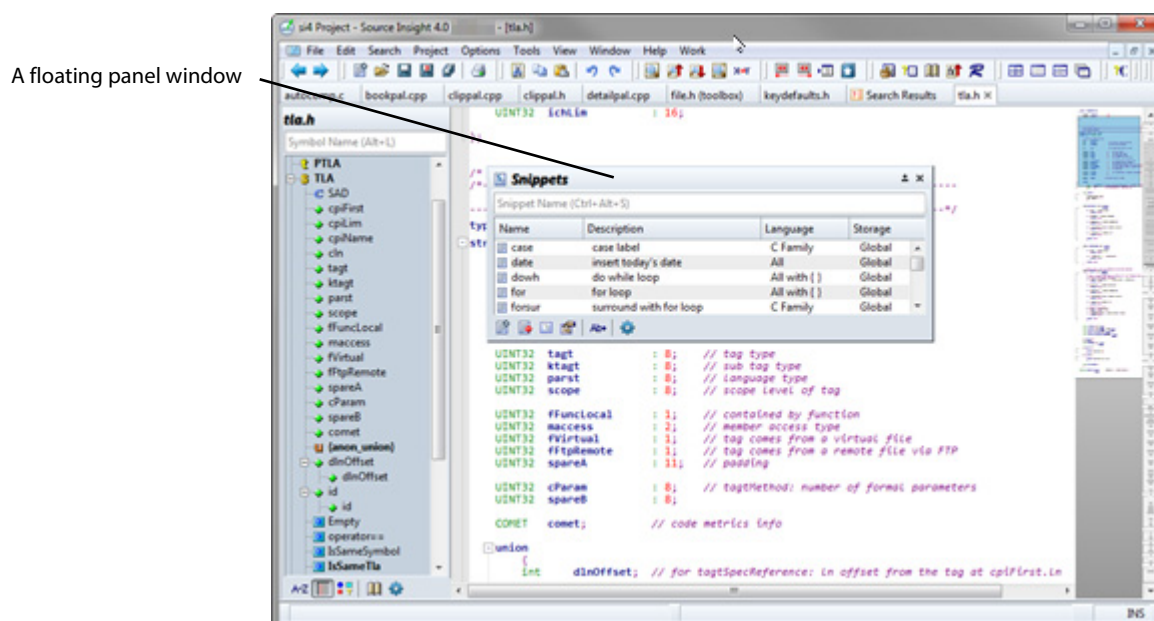 si4 Project - Source Insight 4.0 - [tla.h]
File Edit Search Project Options Tools View Window Help Work
A floating panel window
autocomp.c bookpal.cpp clippal.cpp clippal.h detailpal.cpp file.h (toolbox) keydefaults.h Search Results tla.h
tla.h
Symbol Name (Alt+L)
PTLA
TLA
SAD
cpiFirst
cpiLim
cpiName
cln
tagt
ktagt
parst
scope
fFuncLocal
maccess
fVirtual
fFtpRemote
spareA
cParam
spareB
comet
(anon_union)
dlnOffset
dlnOffset
id
id
Empty
operator==
IsSameSymbol
IsSameTla
A-Z
UINT32 ichLim : 16;
};
/*
/*-
---*/
typ
str
Snippets
Snippet Name (Ctrl+Alt+S)
Name Description Language Storage
case case label C Family Global
date insert today's date All Global
dowh do while loop All with { } Global
for for loop All with { } Global
forsur surround with for loop C Family Global
Ab+
UINT32 tagt : 8; // tag type
UINT32 ktagt : 8; // sub tag type
UINT32 parst : 8; // language type
UINT32 scope : 8; // scope level of tag
UINT32 fFuncLocal : 1; // contained by function
UINT32 maccess : 2; // member access type
UINT32 fVirtual : 1; // tag comes from a virtual file
UINT32 fFtpRemote : 1; // tag comes from a remote file via FTP
UINT32 spareA : 11; // padding
UINT32 cParam : 8; // tagtMethod: number of formal parameters
UINT32 spareB : 8;
COMET comet; // code metrics info
union
{
int dlnOffset; // for tagtSpecReference: ln offset from the tag at cpiFirst.ln
INS